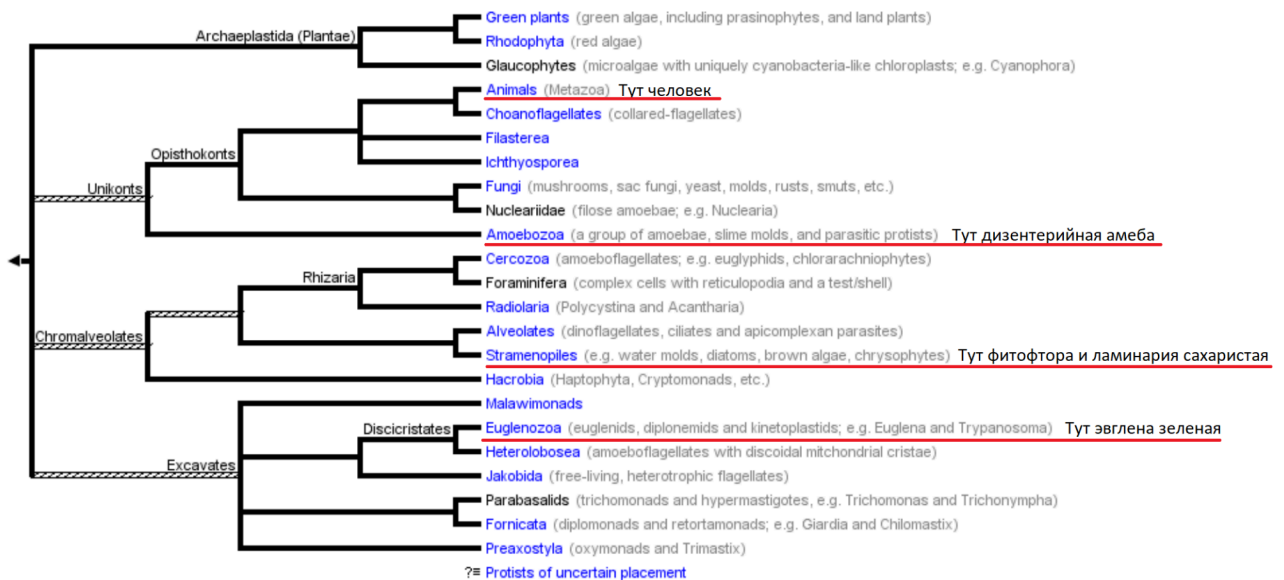 Green plants (green algae, including prasinophytes, and land plants)
Archaeplastida (Plantae)
Rhodophyta (red algae)
Glaucophytes (microalgae with uniquely cyanobacteria-like chloroplasts; e.g. Cyanophora)
Animals (Metazoa) Тут человек
Choanoflagellates (collared-flagellates)
Filasterea
Opisthokonts
Ichthyosporea
Unikonts
Fungi (mushrooms, sac fungi, yeast, molds, rusts, smuts, etc.)
Nucleariidae (filose amoebae; e.g. Nuclearia)
Amoebozoa (a group of amoebae, slime molds, and parasitic protists) Тут дизентерийная амеба
Cercozoa (amoeboflagellates; e.g. euglyphids, chlorarachniophytes)
Rhizaria
Foraminifera (complex cells with reticulopodia and a test/shell)
Radiolaria (Polycystina and Acantharia)
Chromalveolates
Alveolates (dinoflagellates, ciliates and apicomplexan parasites)
Stramenopiles (e.g. water molds, diatoms, brown algae, chrysophytes) Тут фитофтора и ламинария сахаристая
Hacrobia (Haptophyta, Cryptomonads, etc.)
Malawimonads
Discicristates
Euglenozoa (euglenids, diplonemids and kinetoplastids; e.g. Euglena and Trypanosoma) Тут эвглена зеленая
Heterolobosea (amoeboflagellates with discoidal mitchondrial cristae)
Excavates
Jakobida (free-living, heterotrophic flagellates)
Parabasalids (trichomonads and hypermastigotes, e.g. Trichomonas and Trichonympha)
Fornicata (diplomonads and retortamonads; e.g. Giardia and Chilomastix)
Preaxostyla (oxymonads and Trimastix)
?≡ Protists of uncertain placement